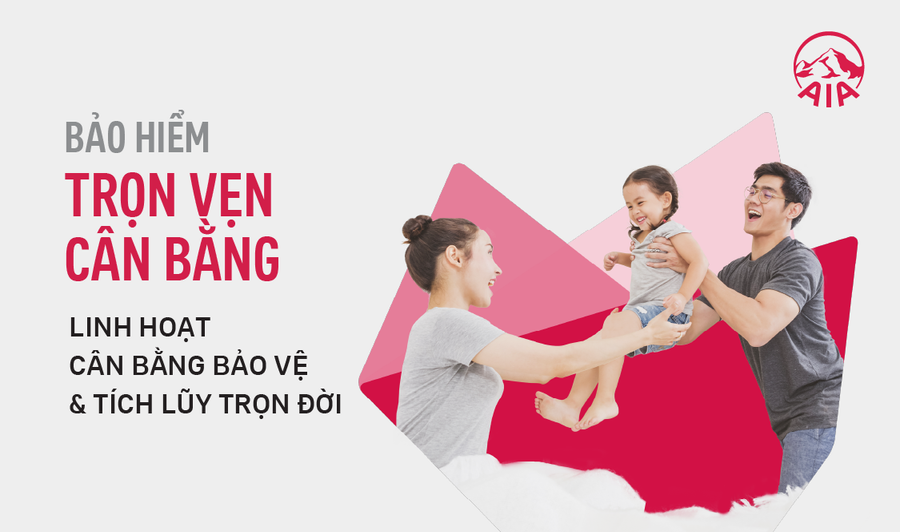 AIA
BẢO HIỂM
TRỌN VẸN
CÂN BẰNG
LINH HOẠT
CÂN BẰNG BẢO VỆ
& TÍCH LŨY TRỌN ĐỜI